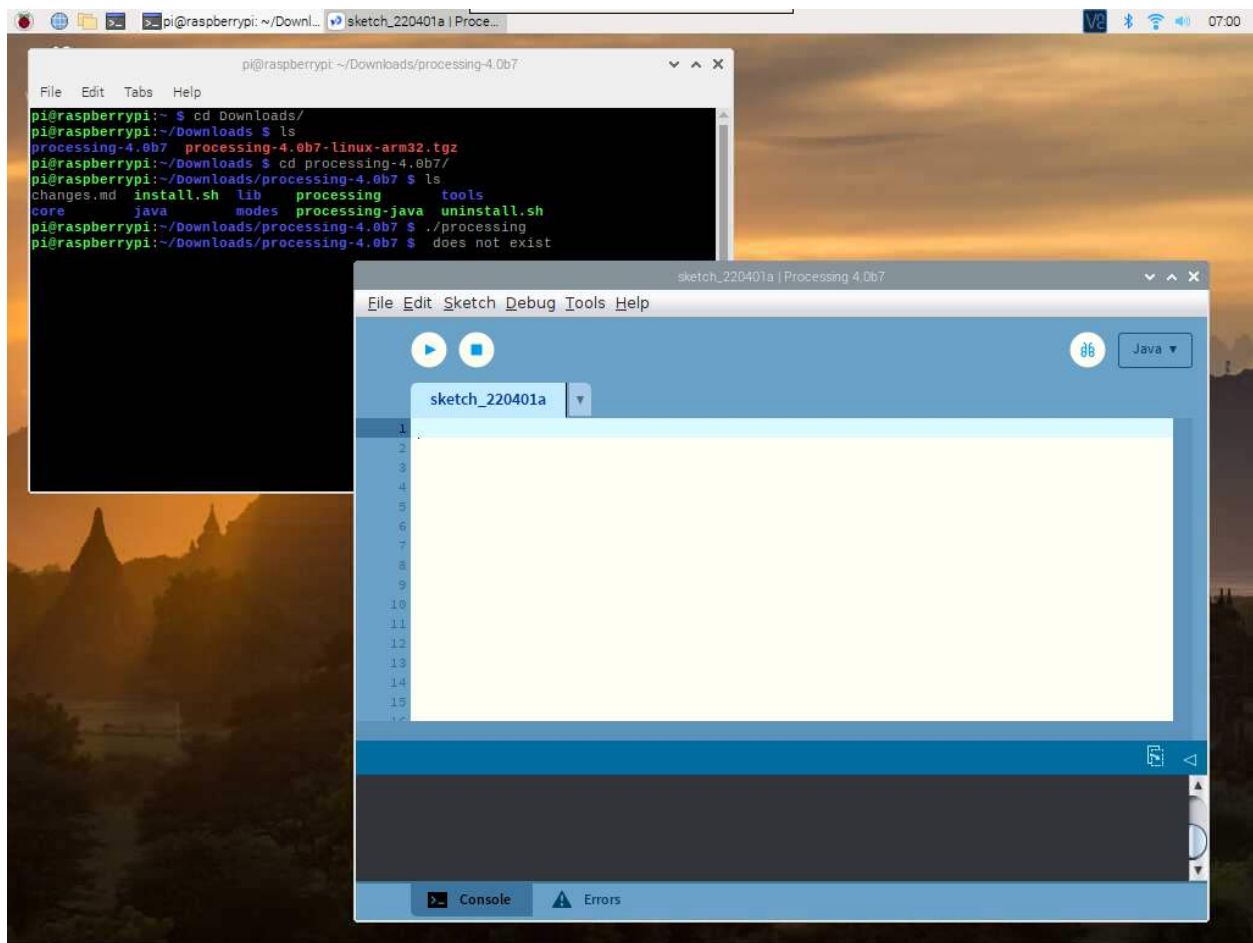 pi@raspberrypi: ~/Downl... sketch_220401a | Proce... V2 07:00
pi@raspberrypi: ~/Downloads/processing-4.0b7
File Edit Tabs Help
pi@raspberrypi:~ $ cd Downloads/
pi@raspberrypi:~/Downloads $ ls
processing-4.0b7 processing-4.0b7-linux-arm32.tgz
pi@raspberrypi:~/Downloads $ cd processing-4.0b7/
pi@raspberrypi:~/Downloads/processing-4.0b7 $ ls
changes.md install.sh lib processing tools
core java modes processing-java uninstall.sh
pi@raspberrypi:~/Downloads/processing-4.0b7 $ ./processing
pi@raspberrypi:~/Downloads/processing-4.0b7 $ does not exist
sketch_220401a | Processing 4.0b7
File Edit Sketch Debug Tools Help
Java ▼
sketch_220401a ▼
1
2
3
4
5
6
7
8
9
10
11
12
13
14
15
16
Console Errors